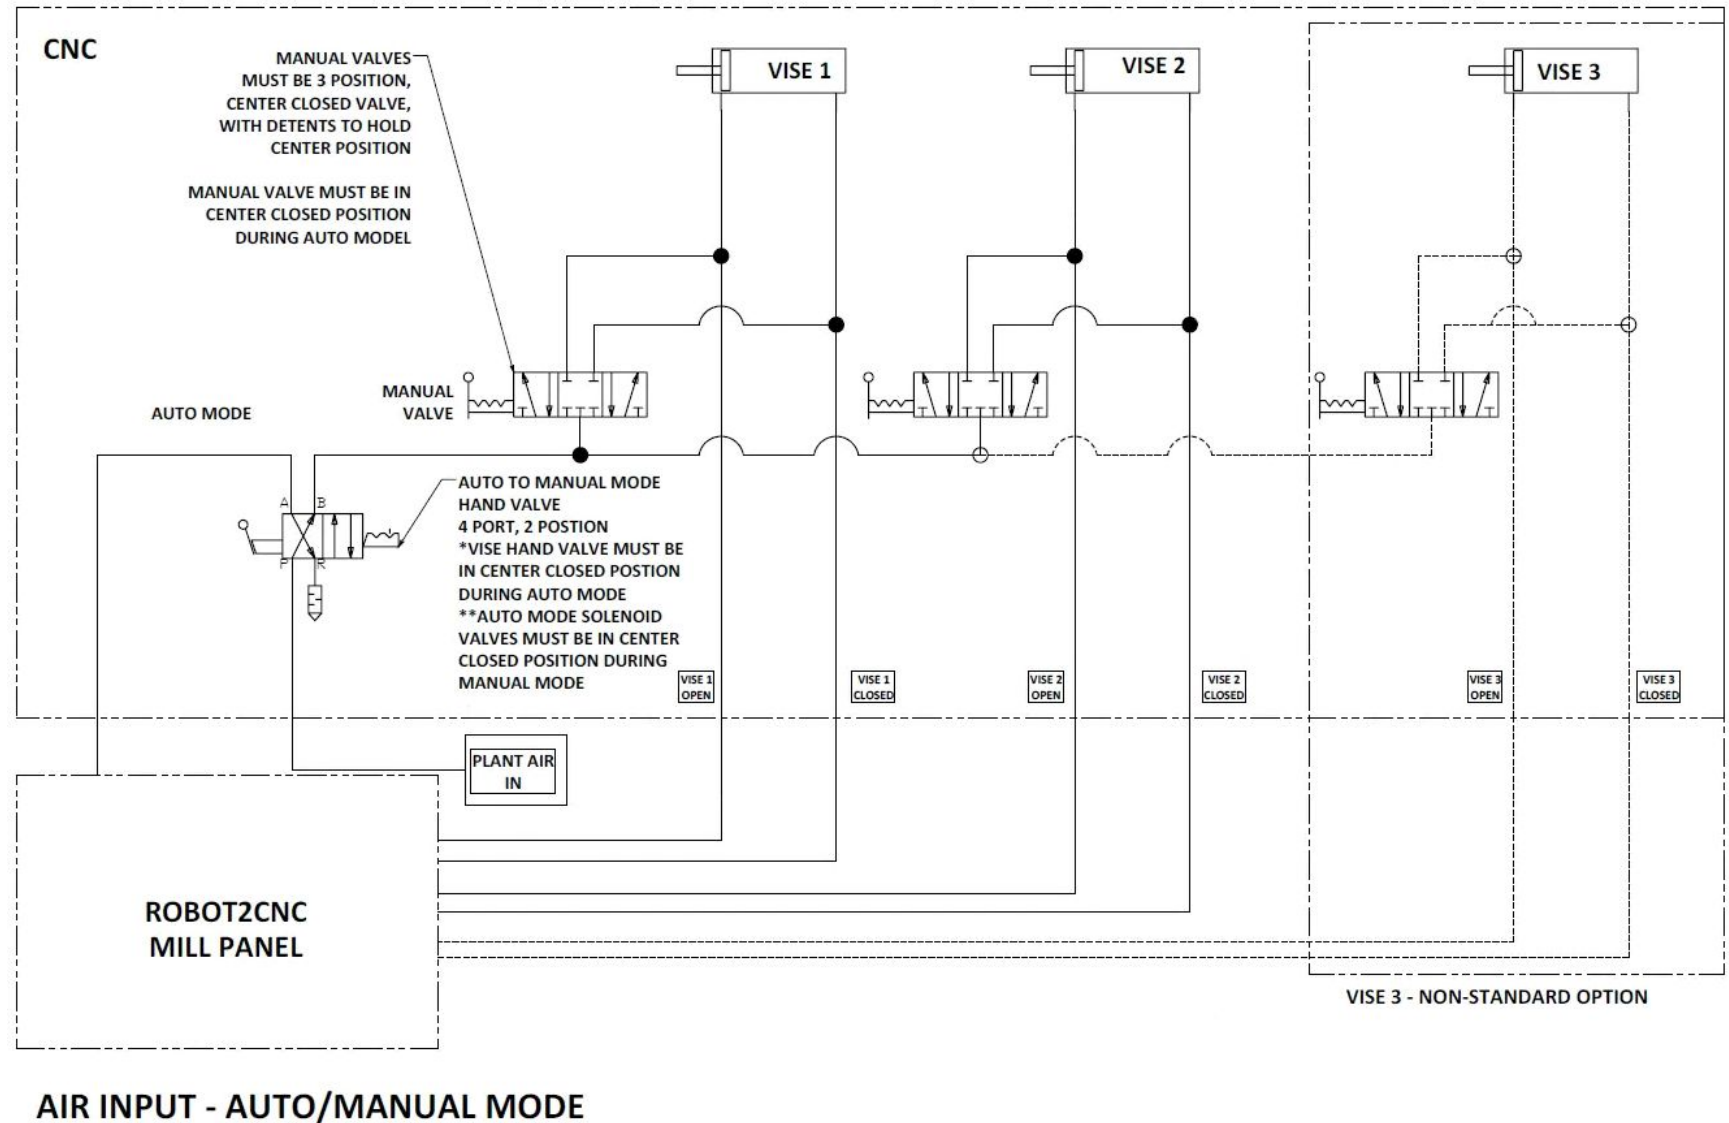 CNC
MANUAL VALVES
MUST BE 3 POSITION,
CENTER CLOSED VALVE,
WITH DETENTS TO HOLD
CENTER POSITION
MANUAL VALVE MUST BE IN
CENTER CLOSED POSITION
DURING AUTO MODEL
VISE 1
VISE 2
VISE 3
MANUAL
VALVE
AUTO MODE
A B
P R
AUTO TO MANUAL MODE
HAND VALVE
4 PORT, 2 POSTION
*VISE HAND VALVE MUST BE
IN CENTER CLOSED POSTION
DURING AUTO MODE
**AUTO MODE SOLENOID
VALVES MUST BE IN CENTER
CLOSED POSITION DURING
MANUAL MODE
VISE 1
OPEN
VISE 1
CLOSED
VISE 2
OPEN
VISE 2
CLOSED
VISE 3
OPEN
VISE 3
CLOSED
PLANT AIR
IN
ROBOT2CNC
MILL PANEL
VISE 3 - NON-STANDARD OPTION
AIR INPUT - AUTO/MANUAL MODE